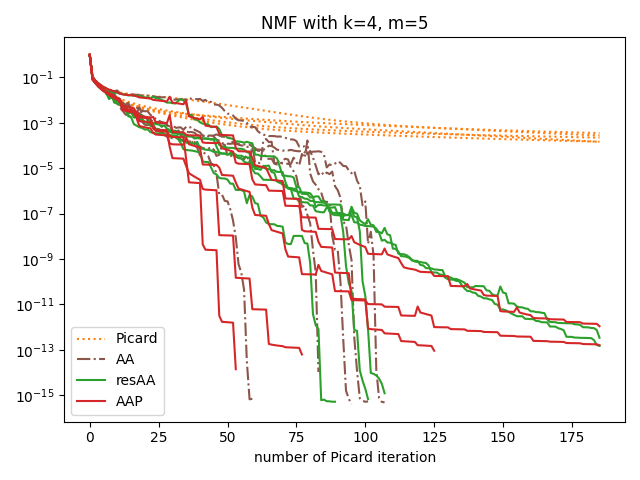 NMF with k=4, m=5
10⁻¹
10⁻³
10⁻⁵
10⁻⁷
10⁻⁹
10⁻¹¹
10⁻¹³
10⁻¹⁵
Picard
AA
resAA
AAP
0 25 50 75 100 125 150 175
number of Picard iteration